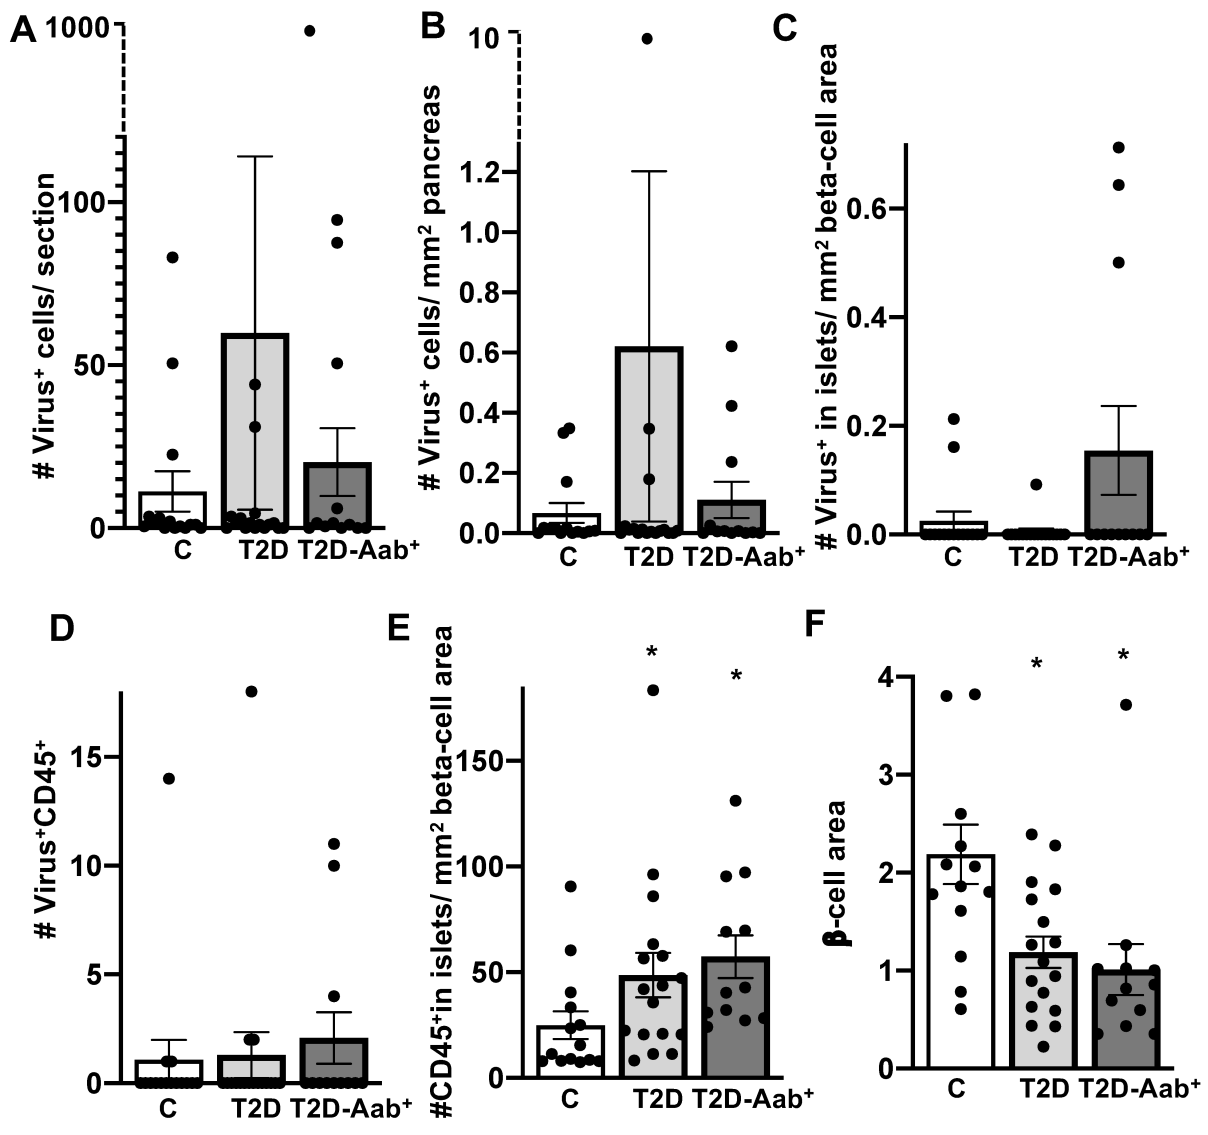 A
# Virus⁺ cells/ section
1000
100
50
0
C T2D T2D-Aab⁺
B
# Virus⁺ cells/ mm² pancreas
10
1.2
1.0
0.8
0.6
0.4
0.2
0.0
C T2D T2D-Aab⁺
C
# Virus⁺ in islets/ mm² beta-cell area
0.6
0.4
0.2
0.0
C T2D T2D-Aab⁺
D
# Virus⁺CD45⁺
15
10
5
0
C T2D T2D-Aab⁺
E
#CD45⁺in islets/ mm² beta-cell area
150
100
50
0
* *
C T2D T2D-Aab⁺
F
β-cell area
4
3
2
1
0
* *
C T2D T2D-Aab⁺